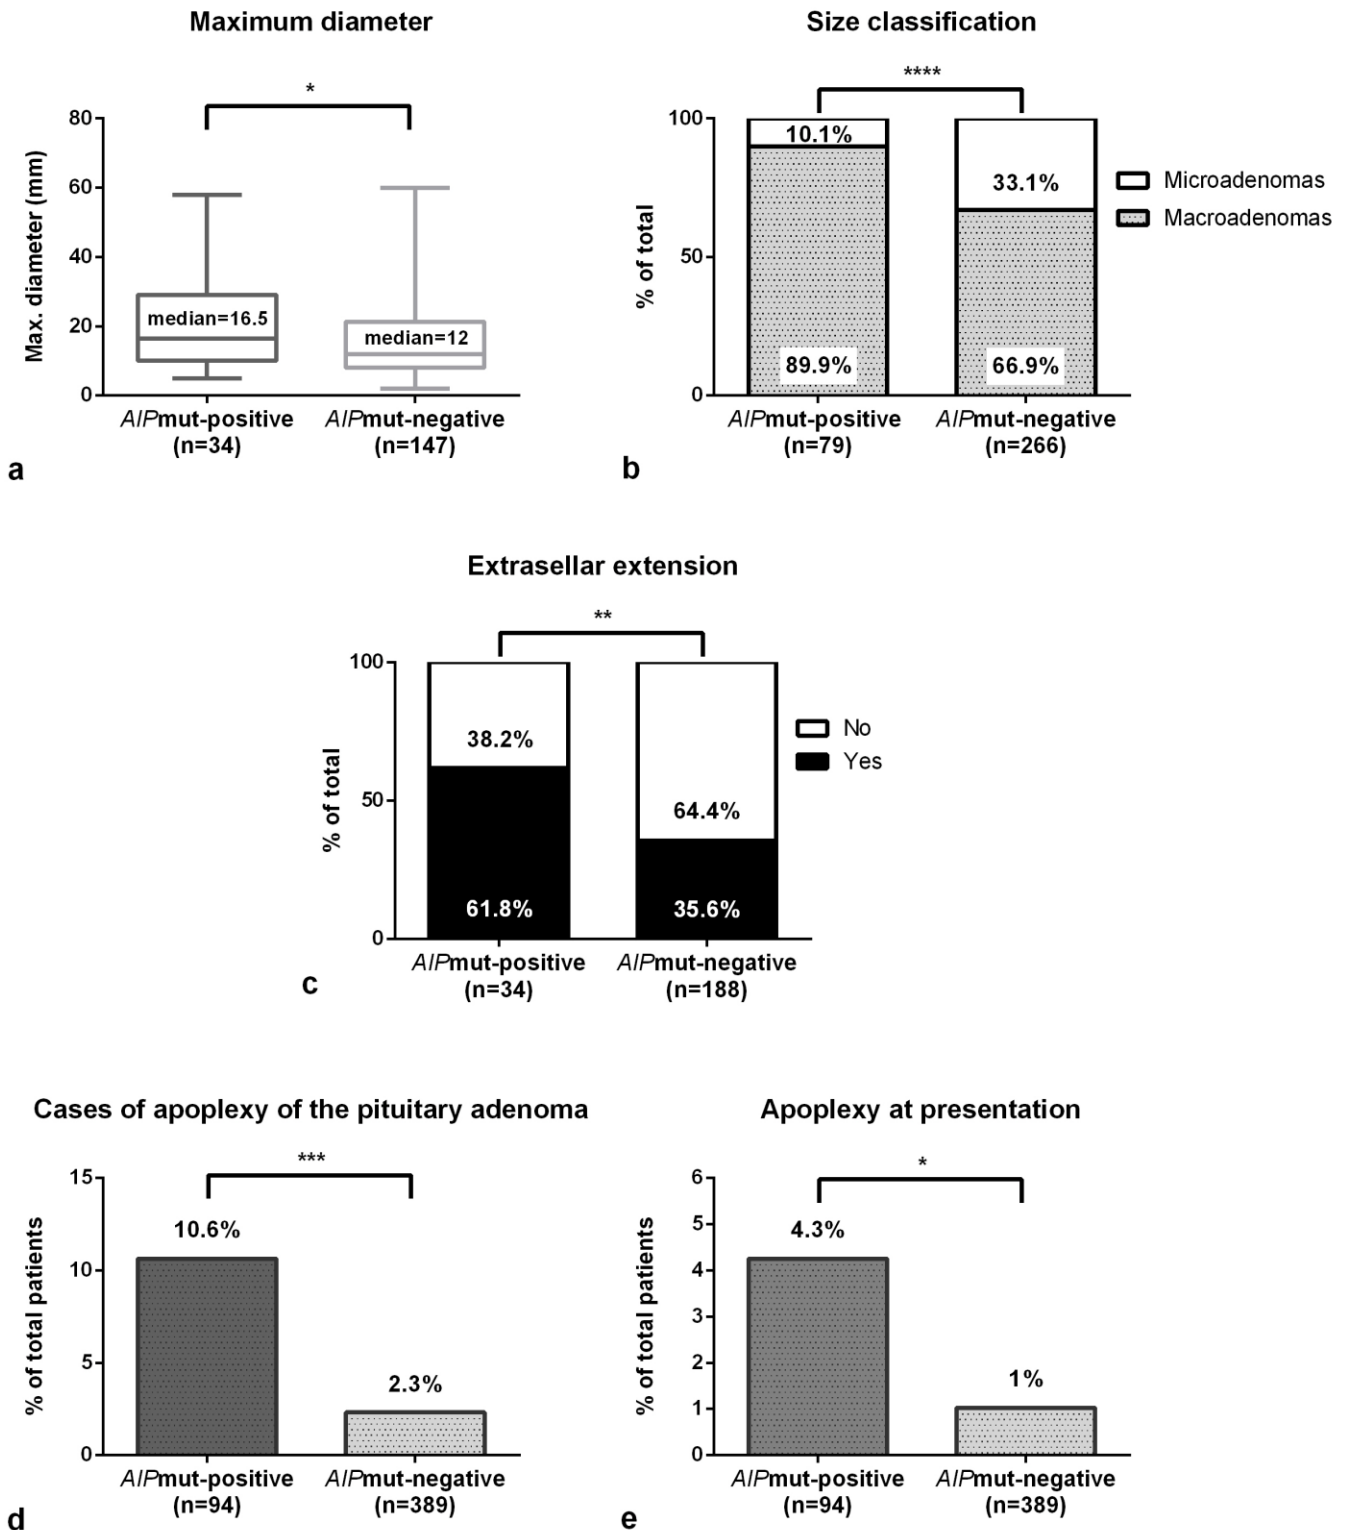 Maximum diameter
*
Max. diameter (mm)
80
60
40
20
0
median=16.5
median=12
AIPmut-positive
(n=34)
AIPmut-negative
(n=147)
a
Size classification
****
% of total
100
50
0
10.1%
33.1%
89.9%
66.9%
Microadenomas
Macroadenomas
AIPmut-positive
(n=79)
AIPmut-negative
(n=266)
b
Extrasellar extension
**
% of total
100
50
0
38.2%
64.4%
61.8%
35.6%
No
Yes
AIPmut-positive
(n=34)
AIPmut-negative
(n=188)
c
Cases of apoplexy of the pituitary adenoma
***
% of total patients
15
10
5
0
10.6%
2.3%
AIPmut-positive
(n=94)
AIPmut-negative
(n=389)
d
Apoplexy at presentation
*
% of total patients
6
5
4
3
2
1
0
4.3%
1%
AIPmut-positive
(n=94)
AIPmut-negative
(n=389)
e